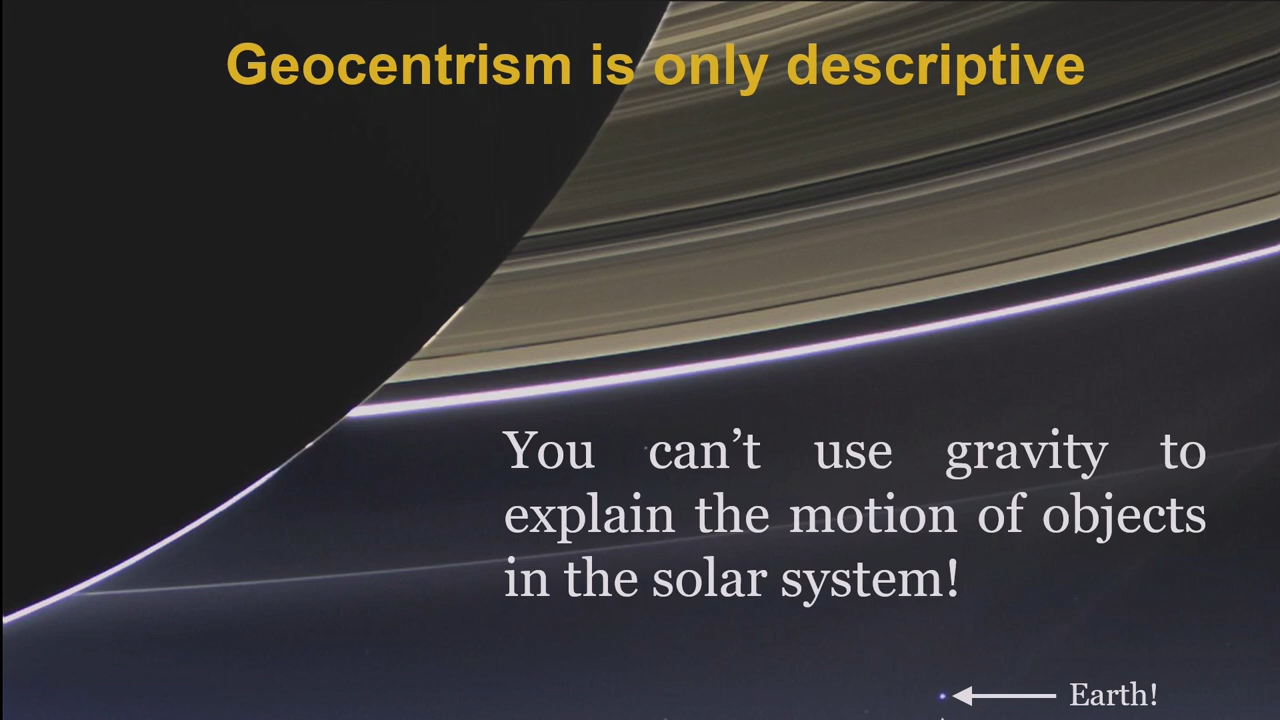 Geocentrism is only descriptive
You can’t use gravity to
explain the motion of objects
in the solar system!
Earth!